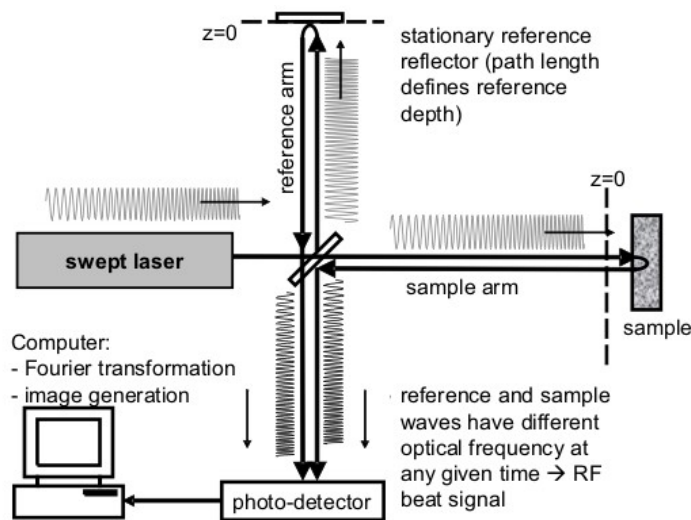 z=0
stationary reference
reflector (path length
defines reference
depth)
reference arm
z=0
swept laser
sample arm
sample
Computer:
- Fourier transformation
- image generation
reference and sample
waves have different
optical frequency at
any given time → RF
beat signal
photo-detector